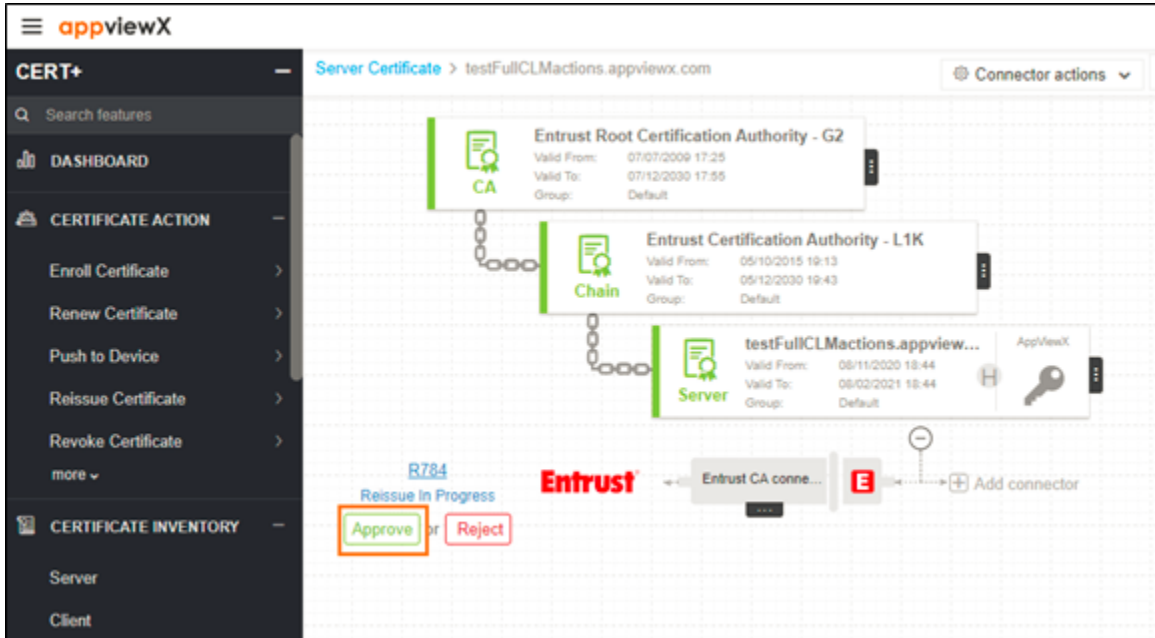 appviewX
CERT+
Search features
DASHBOARD
CERTIFICATE ACTION
Enroll Certificate
Renew Certificate
Push to Device
Reissue Certificate
Revoke Certificate
more
CERTIFICATE INVENTORY
Server
Client
Server Certificate > testFullCLMactions.appviewx.com
Connector actions
Entrust Root Certification Authority - G2
Valid From: 07/07/2009 17:25
Valid To: 07/12/2030 17:55
Group: Default
CA
Entrust Certification Authority - L1K
Valid From: 05/10/2015 19:13
Valid To: 05/12/2030 19:43
Group: Default
Chain
testFullCLMactions.appview...
Valid From: 08/11/2020 18:44
Valid To: 08/02/2021 18:44
Group: Default
Server
H
AppViewX
R784
Reissue In Progress
Approve or Reject
Entrust
Entrust CA conne...
E
Add connector